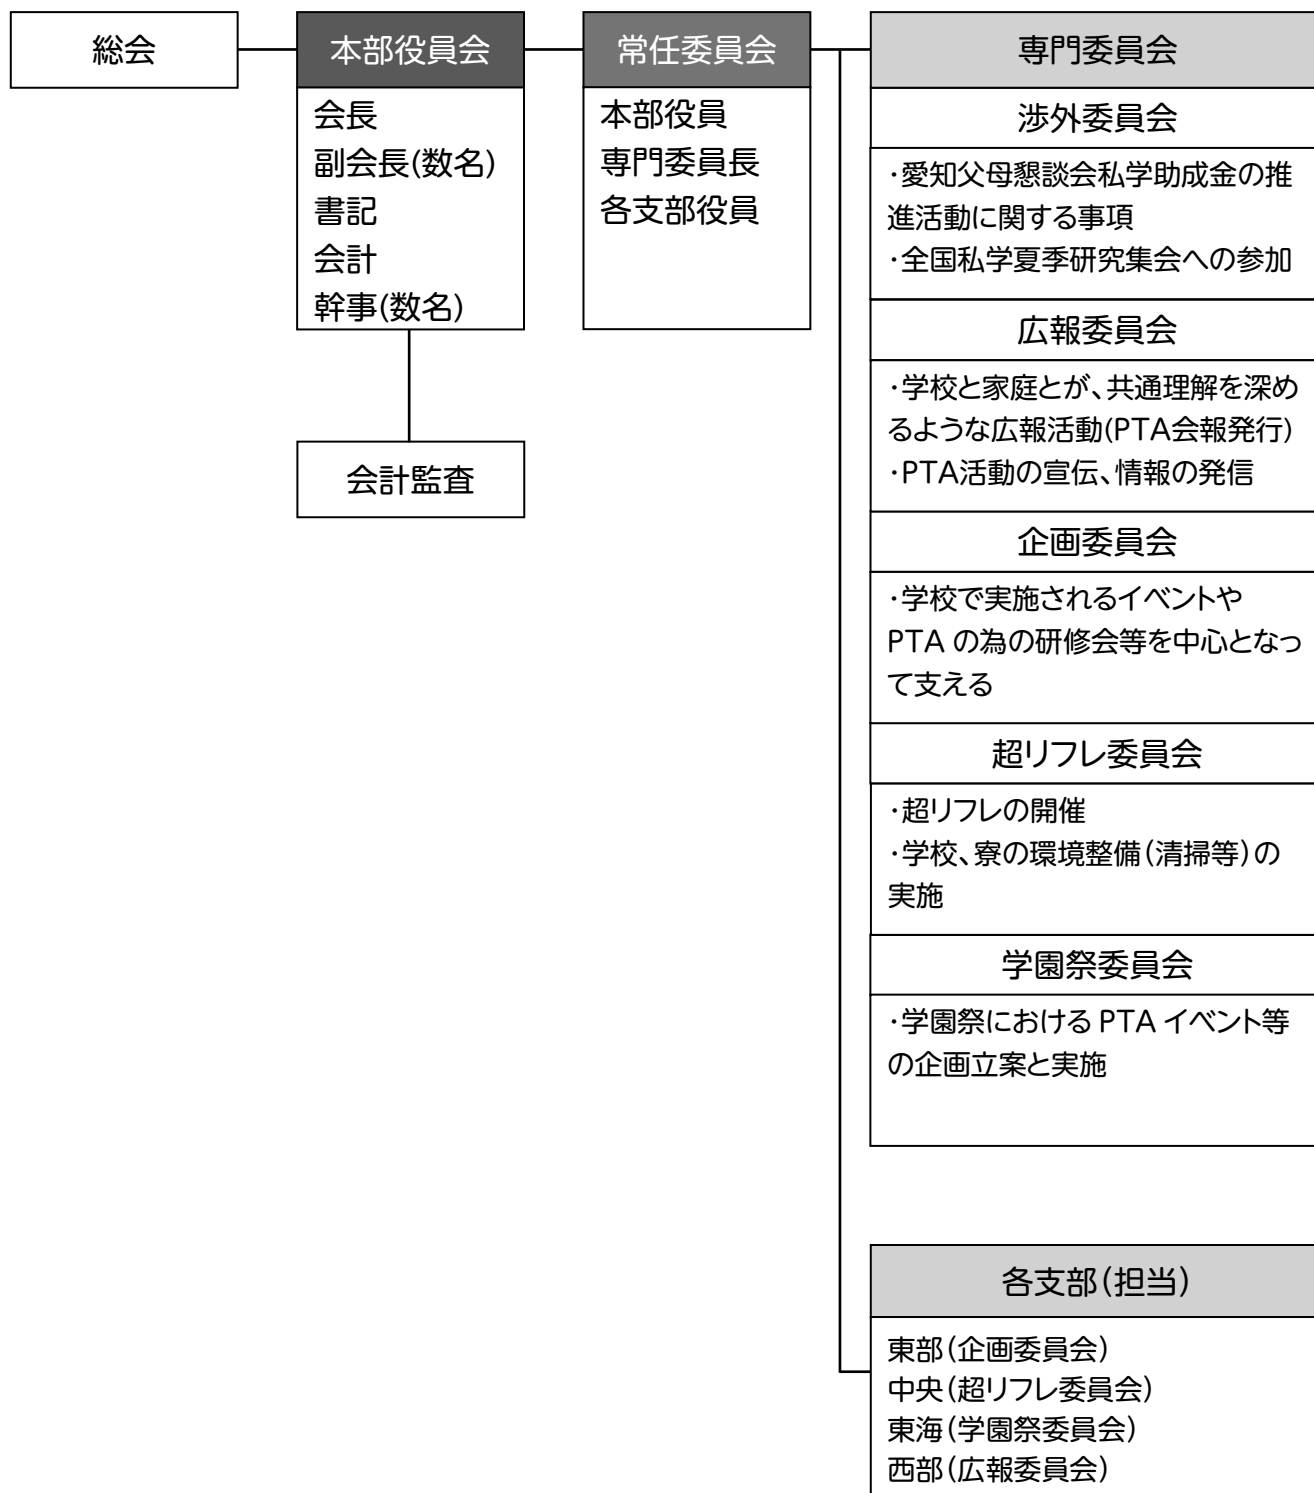 総会
本部役員会
会長
副会長(数名)
書記
会計
幹事(数名)
会計監査
常任委員会
本部役員
専門委員長
各支部役員
専門委員会
渉外委員会
・愛知父母懇談会私学助成金の推
進活動に関する事項
・全国私学夏季研究集会への参加
広報委員会
・学校と家庭とが、共通理解を深め
るような広報活動(PTA会報発行)
・PTA活動の宣伝、情報の発信
企画委員会
・学校で実施されるイベントや
PTA の為の研修会等を中心となっ
て支える
超リフレ委員会
・超リフレの開催
・学校、寮の環境整備(清掃等)の
実施
学園祭委員会
・学園祭における PTA イベント等
の企画立案と実施
各支部(担当)
東部(企画委員会)
中央(超リフレ委員会)
東海(学園祭委員会)
西部(広報委員会)